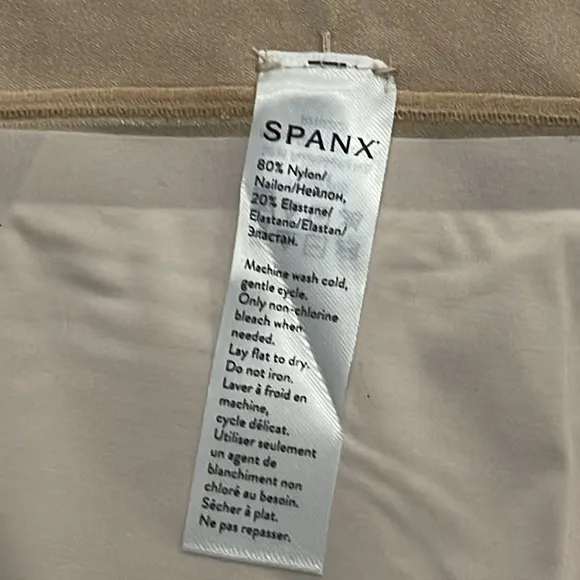 SPANX
80% Nylon/
Nailon/Нейлон,
20% Elastane/
Elastano/Elastan/
Эластан.
Machine wash cold,
gentle cycle.
Only non-chlorine
bleach when
needed.
Lay flat to dry.
Do not iron.
Laver à froid en
machine,
cycle délicat.
Utiliser seulement
un agent de
blanchiment non
chloré au besoin.
Sécher à plat.
Ne pas repasser.